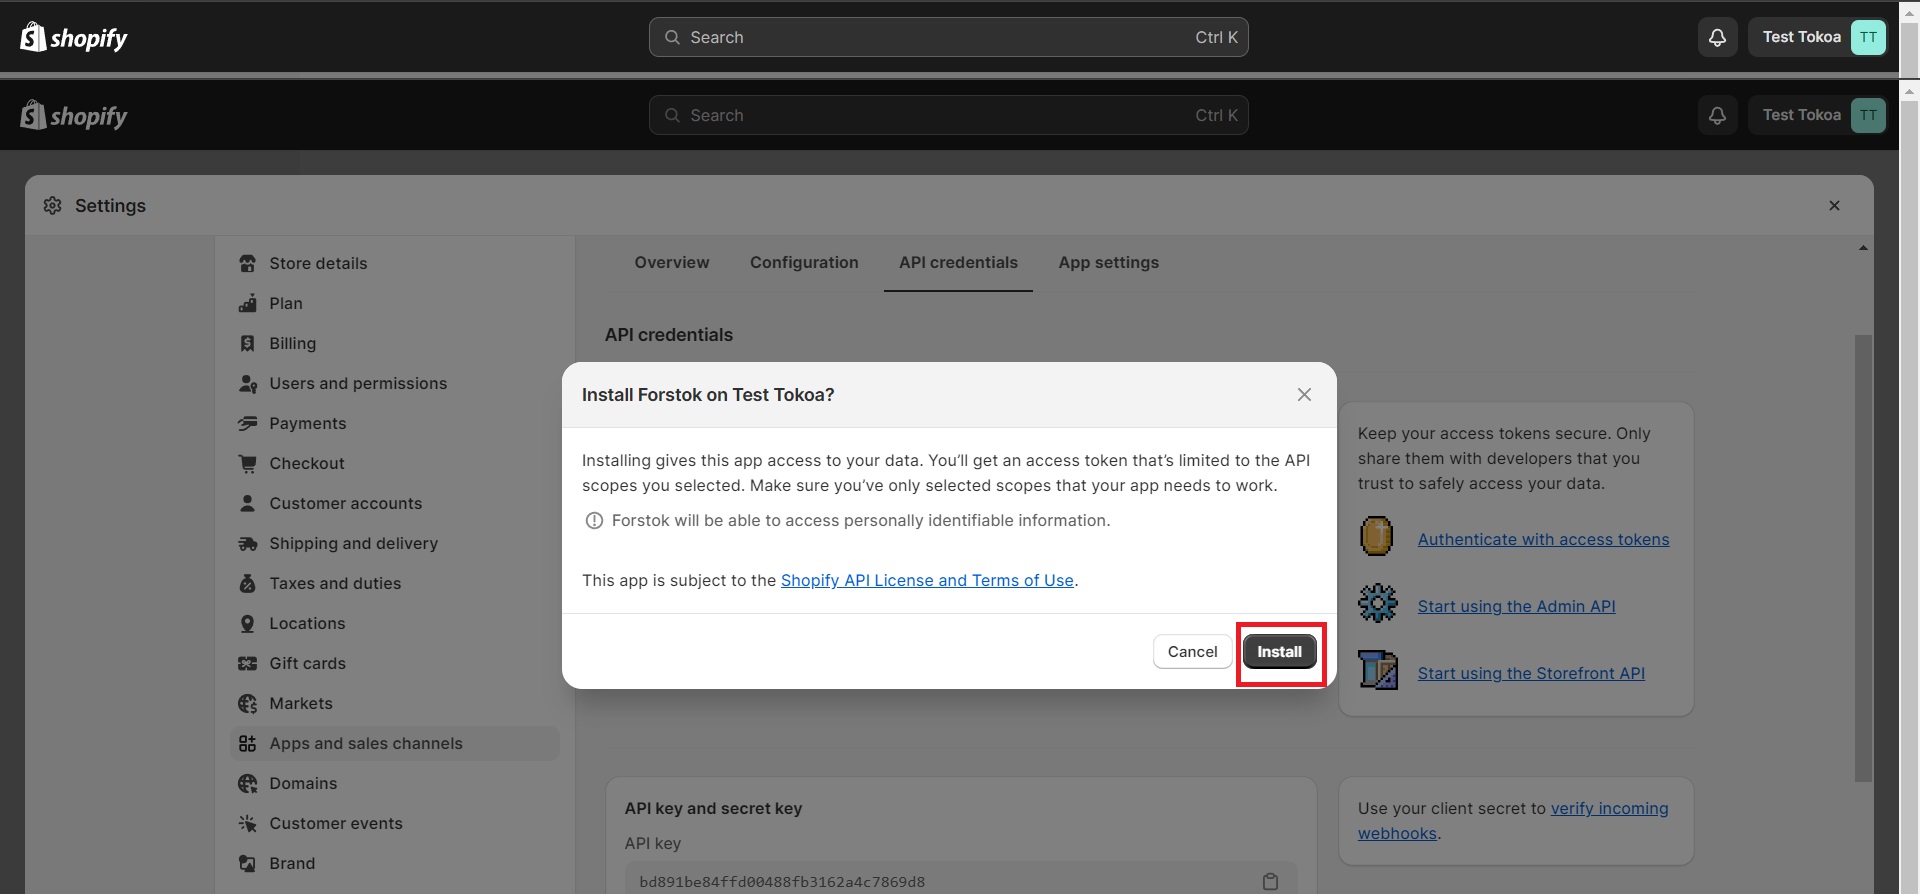 shopify
Search
Ctrl K
Test Tokoa
TT
shopify
Search
Ctrl K
Test Tokoa
TT
Settings
Store details
Plan
Billing
Users and permissions
Payments
Checkout
Customer accounts
Shipping and delivery
Taxes and duties
Locations
Gift cards
Markets
Apps and sales channels
Domains
Customer events
Brand
Overview
Configuration
API credentials
App settings
API credentials
Install Forstok on Test Tokoa?
Installing gives this app access to your data. You’ll get an access token that’s limited to the API
scopes you selected. Make sure you’ve only selected scopes that your app needs to work.
Forstok will be able to access personally identifiable information.
This app is subject to the Shopify API License and Terms of Use.
Cancel
Install
Keep your access tokens secure. Only
share them with developers that you
trust to safely access your data.
Authenticate with access tokens
Start using the Admin API
Start using the Storefront API
API key and secret key
API key
bd891be84ffd00488fb3162a4c7869d8
Use your client secret to verify incoming
webhooks.